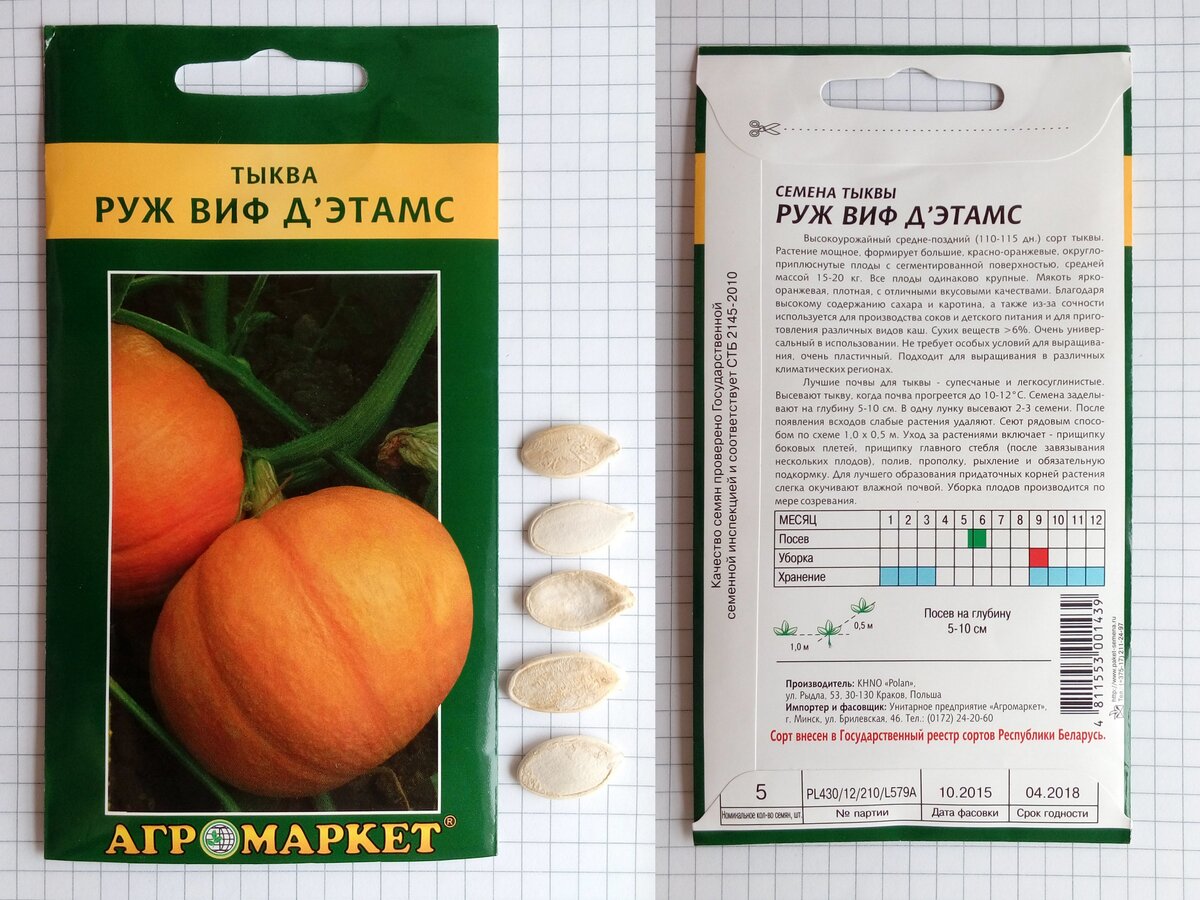 ТЫКВА
РУЖ ВИФ Д’ЭТАМС
АГРОМАРКЕТ®
СЕМЕНА ТЫКВЫ
РУЖ ВИФ Д’ЭТАМС
Высокоурожайный средне-поздний (110-115 дн.) сорт тыквы.
Растение мощное, формирует большие, красно-оранжевые, округло-
приплюснутые плоды с сегментированной поверхностью, средней
массой 15-20 кг. Все плоды одинаково крупные. Мякоть ярко-
оранжевая, плотная, с отличными вкусовыми качествами. Благодаря
высокому содержанию сахара и каротина, а также из-за сочности
используется для производства соков и детского питания и для приго-
товления различных видов каш. Сухих веществ >6%. Очень универ-
сальный в использовании. Не требует особых условий для выращива-
ния, очень пластичный. Подходит для выращивания в различных
климатических регионах.
Лучшие почвы для тыквы - супесчаные и легкосуглинистые.
Высевают тыкву, когда почва прогреется до 10-12°С. Семена заделы-
вают на глубину 5-10 см. В одну лунку высевают 2-3 семени. После
появления всходов слабые растения удаляют. Сеют рядовым спосо-
бом по схеме 1,0 х 0,5 м. Уход за растениями включает - прищипку
боковых плетей, прищипку главного стебля (после завязывания
нескольких плодов), полив, прополку, рыхление и обязательную
подкормку. Для лучшего образования придаточных корней растения
слегка окучивают влажной почвой. Уборка плодов производится по
мере созревания.
МЕСЯЦ 1 2 3 4 5 6 7 8 9 10 11 12
Посев
Уборка
Хранение
0,5 м
1,0 м
Посев на глубину
5-10 см
Производитель: KHNO «Polan»,
ул. Рыдла, 53, 30-130 Краков, Польша
Импортер и фасовщик: Унитарное предприятие «Агромаркет»,
г. Минск, ул. Брилевская, 46. Тел.: (0172) 24-20-60
Сорт внесен в Государственный реестр сортов Республики Беларусь.
5 PL430/12/210/L579A 10.2015 04.2018
Номинальное кол-во семян, шт. № партии Дата фасовки Срок годности
Качество семян проверено Государственной
семенной инспекцией и соответствует СТБ 2145-2010
4 811553 001439
http://www.paket-semena.ru
Тел. (+375-17) 211-24-97